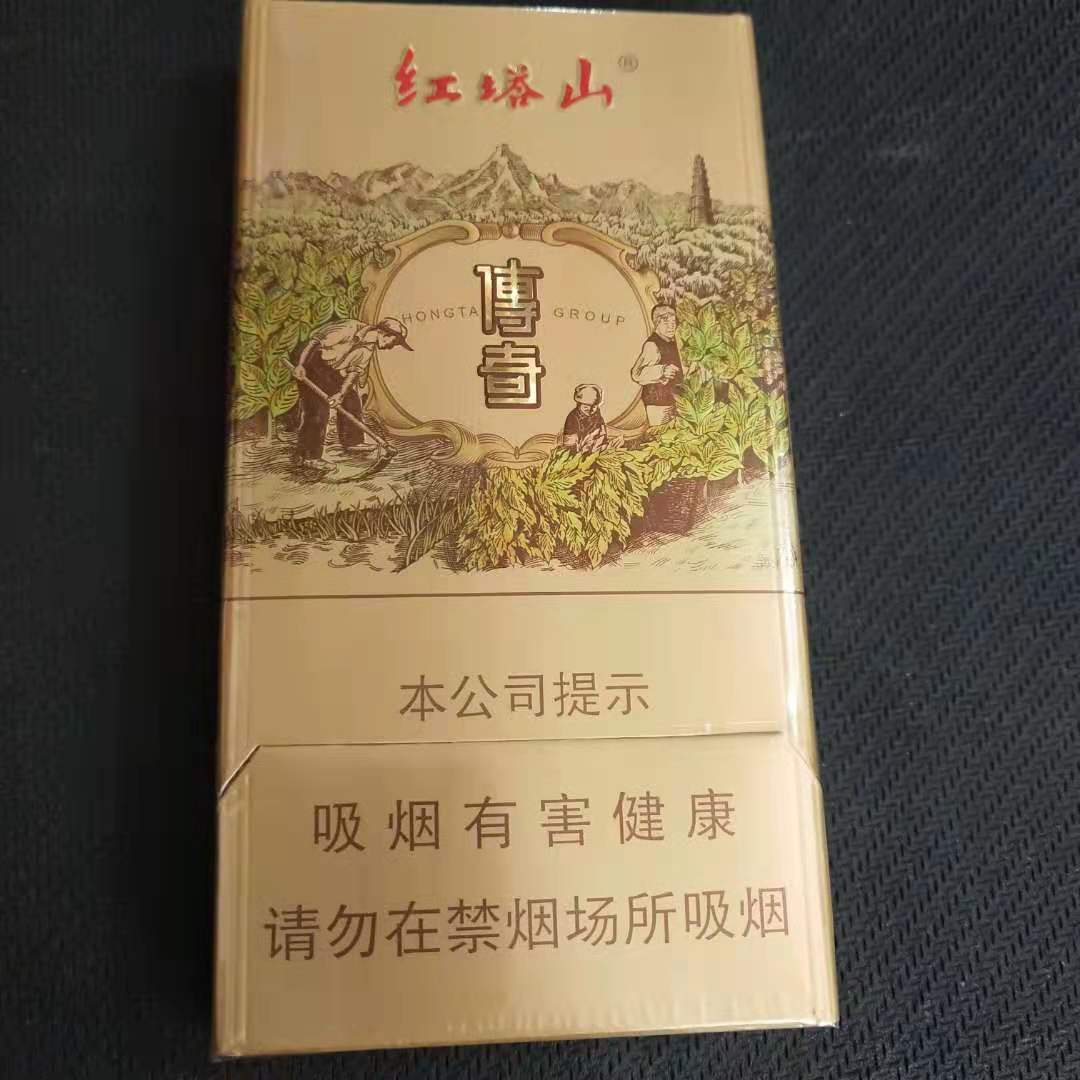 红塔山®
傳奇
HONGTA GROUP
本公司提示
吸烟有害健康
请勿在禁烟场所吸烟